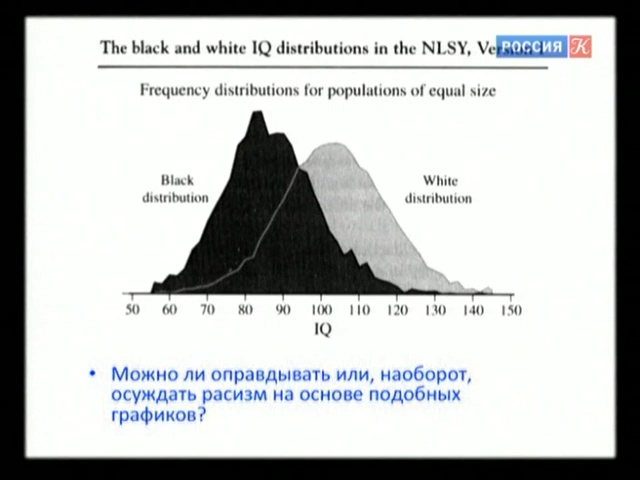 The black and white IQ distributions in the NLSY,
РОССИЯ К
Frequency distributions for populations of equal size
Black
distribution
White
distribution
50 60 70 80 90 100 110 120 130 140 150
IQ
• Можно ли оправдывать или, наоборот,
осуждать расизм на основе подобных
графиков?